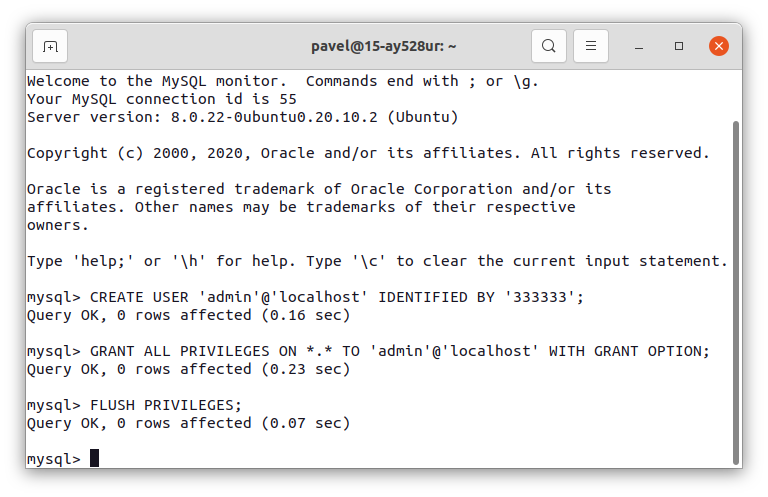 pavel@15-ay528ur: ~
Welcome to the MySQL monitor.  Commands end with ; or \g.
Your MySQL connection id is 55
Server version: 8.0.22-0ubuntu0.20.10.2 (Ubuntu)
Copyright (c) 2000, 2020, Oracle and/or its affiliates. All rights reserved.
Oracle is a registered trademark of Oracle Corporation and/or its
affiliates. Other names may be trademarks of their respective
owners.
Type 'help;' or '\h' for help. Type '\c' to clear the current input statement.
mysql> CREATE USER 'admin'@'localhost' IDENTIFIED BY '333333';
Query OK, 0 rows affected (0.16 sec)
mysql> GRANT ALL PRIVILEGES ON *.* TO 'admin'@'localhost' WITH GRANT OPTION;
Query OK, 0 rows affected (0.23 sec)
mysql> FLUSH PRIVILEGES;
Query OK, 0 rows affected (0.07 sec)
mysql>